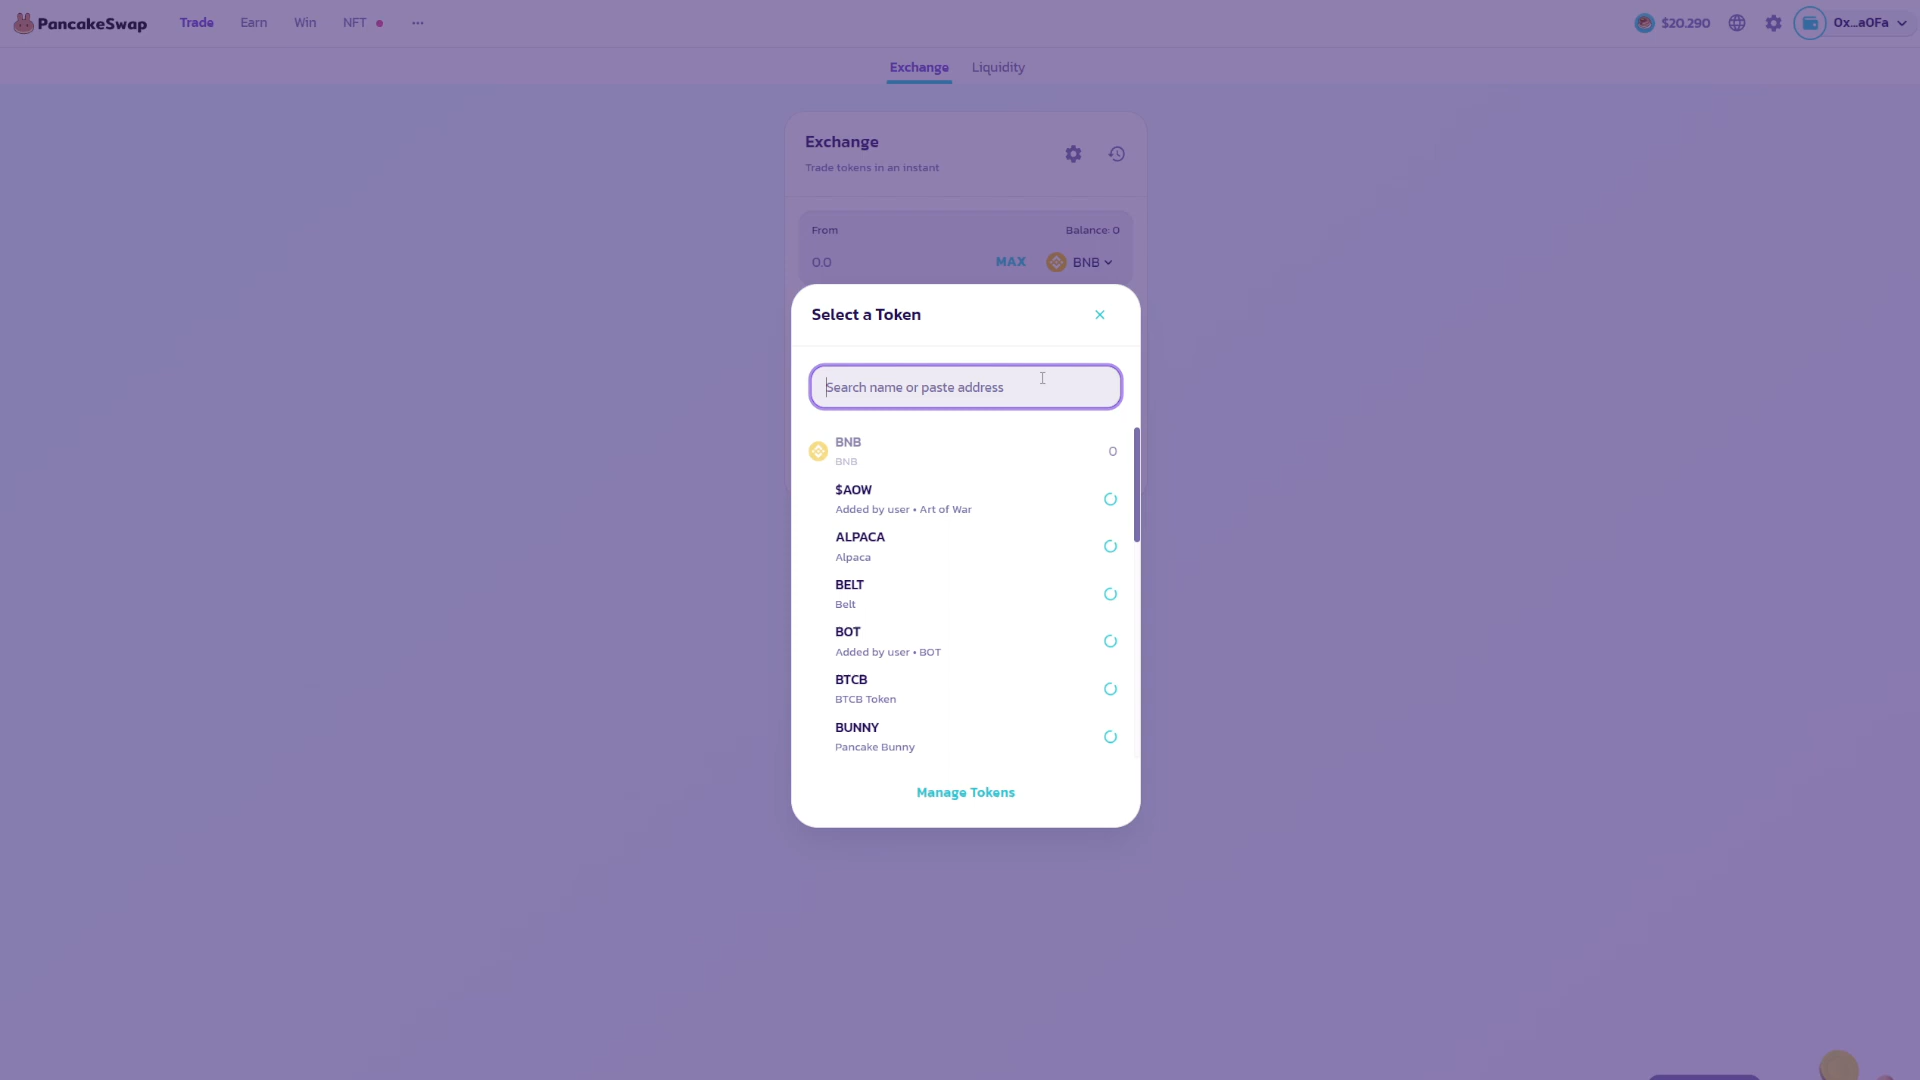 PancakeSwap Trade Earn Win NFT ... $20.290 0x...a0Fa
Exchange Liquidity
Exchange
Trade tokens in an instant
From Balance: 0
0.0 MAX BNB
Select a Token
Search name or paste address
BNB
BNB
0
$AOW
Added by user • Art of War
ALPACA
Alpaca
BELT
Belt
BOT
Added by user • BOT
BTCB
BTCB Token
BUNNY
Pancake Bunny
Manage Tokens